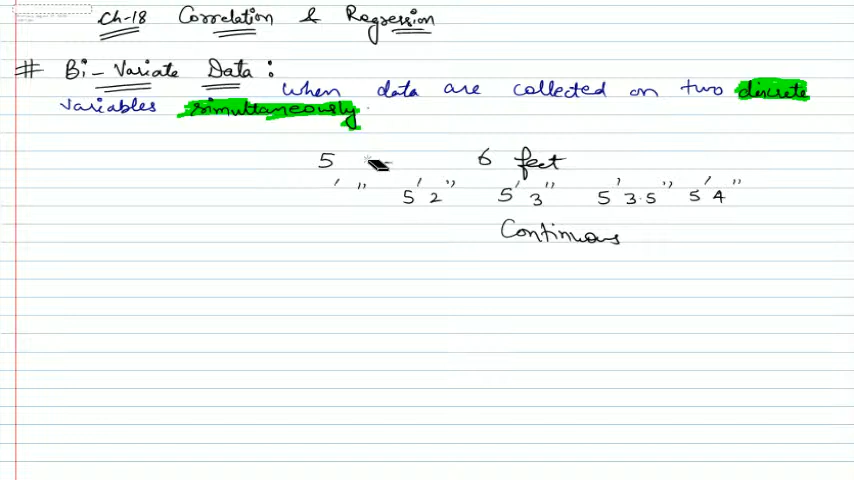 Ch-18 Correlation & Regression
# Bi-Variate Data : When data are collected on two discrete
variables simultaneously.
5 6 feet
' " 5' 2" 5' 3" 5' 3.5" 5' 4"
Continuous